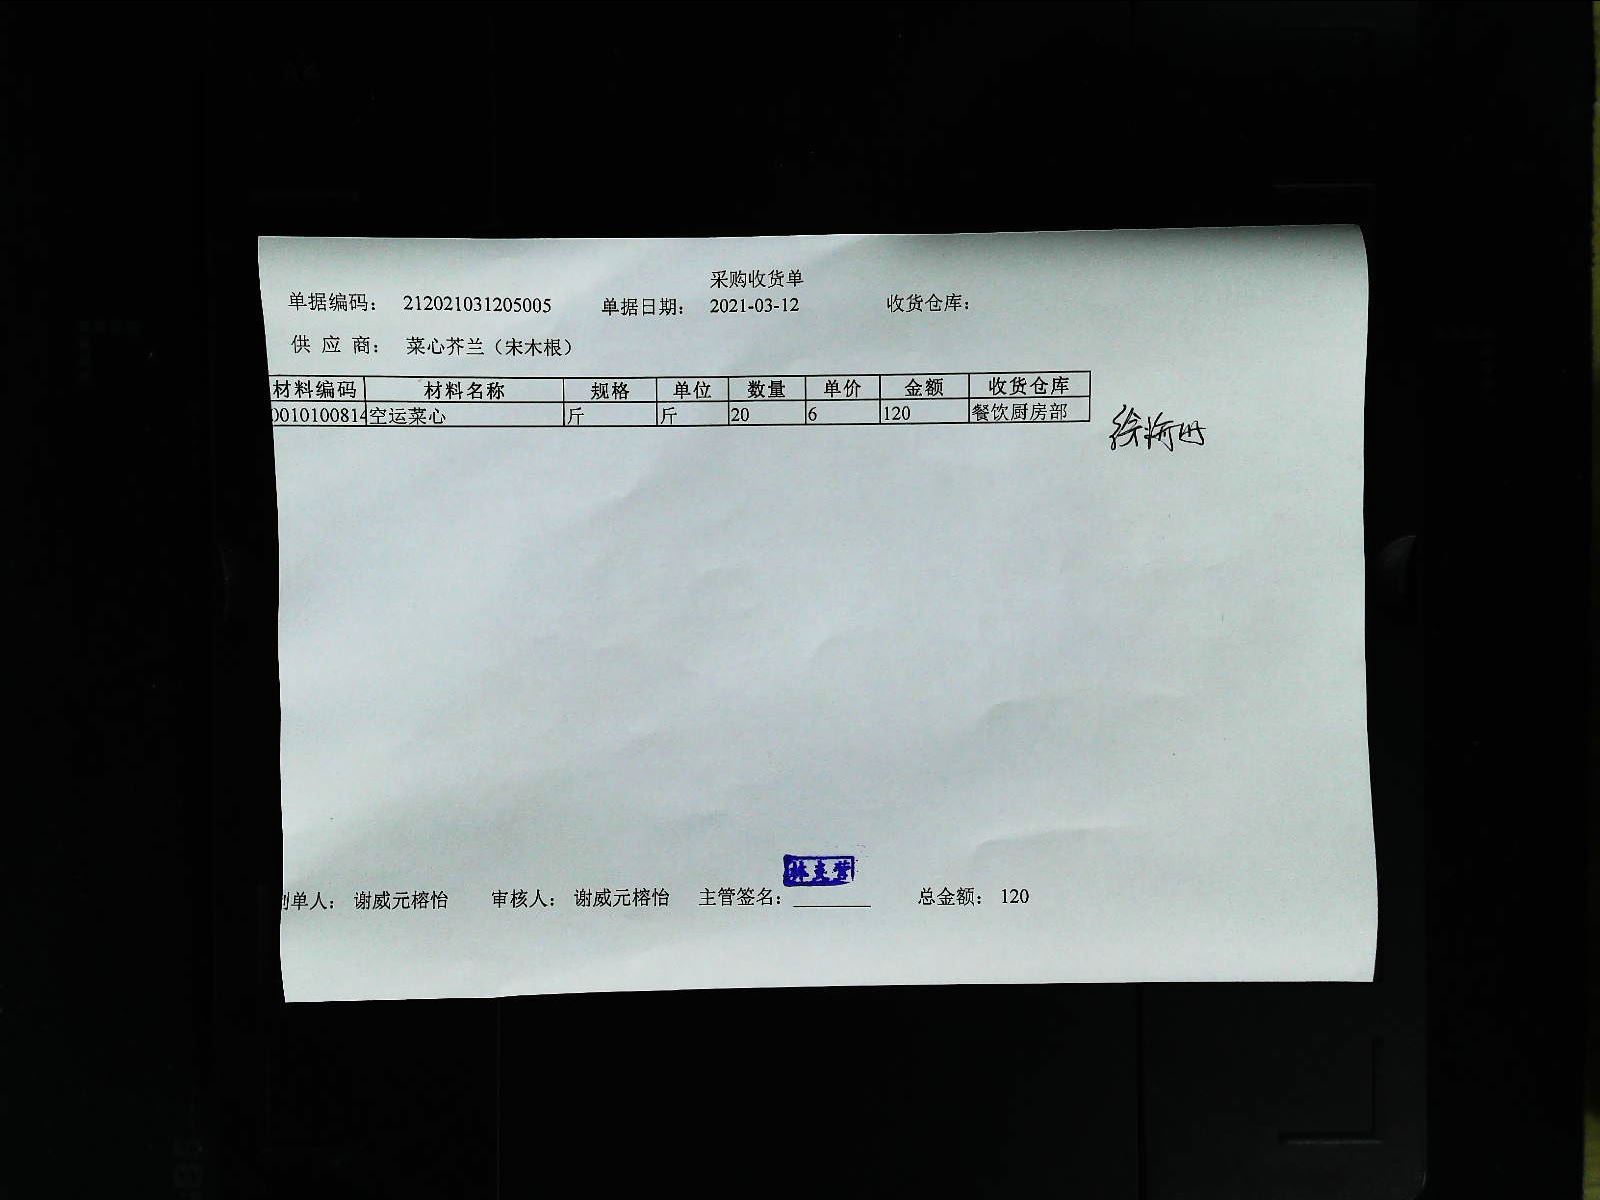 采购收货单
单据编码： 212021031205005 单据日期： 2021-03-12 收货仓库：
供 应 商： 菜心芥兰（宋木根）
材料编码 材料名称 规格 单位 数量 单价 金额 收货仓库
0010100814 空运菜心 斤 斤 20 6 120 餐饮厨房部
制单人： 谢威元榕怡 审核人： 谢威元榕怡 主管签名： 总金额： 120